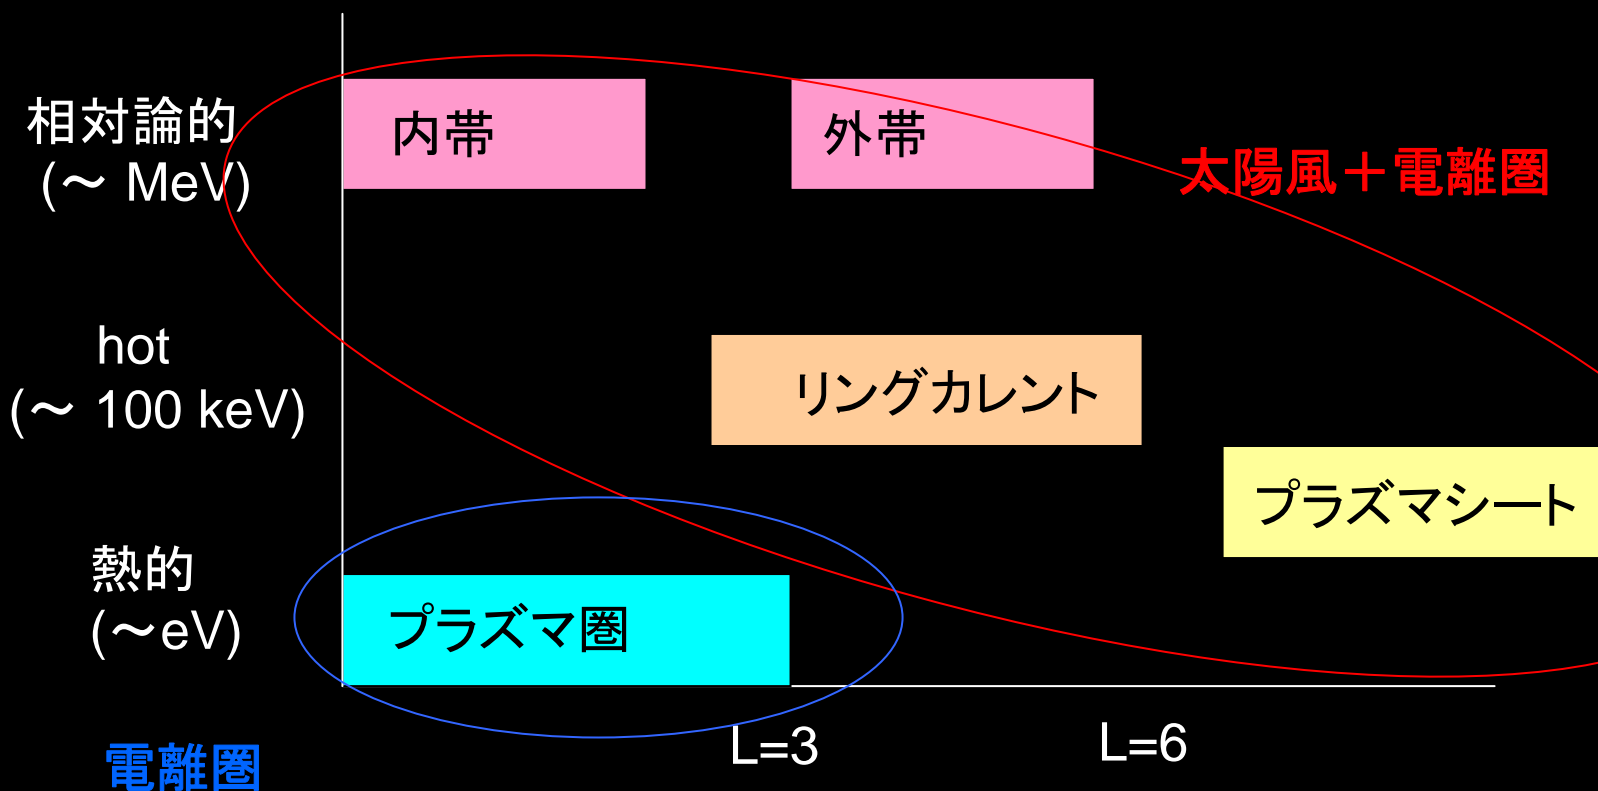 相対論的
(～ MeV)
内帯
外帯
太陽風＋電離圏
hot
(～ 100 keV)
リングカレント
プラズマシート
熱的
(～eV)
プラズマ圏
L=3
L=6
電離圏